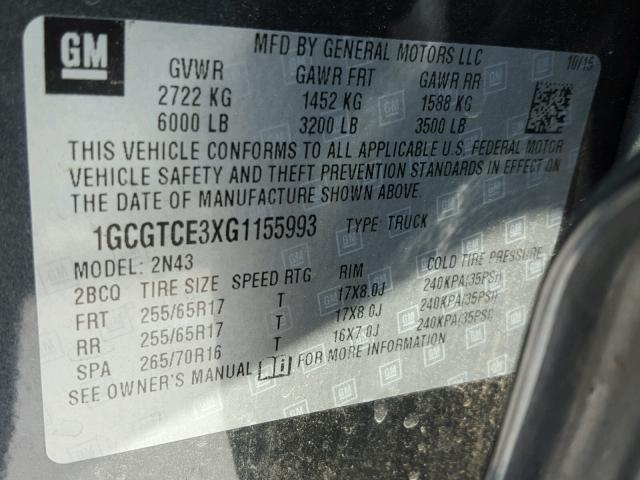 GM
MFD BY GENERAL MOTORS LLC
10/15
GVWR GAWR FRT GAWR RR
2722 KG 1452 KG 1588 KG
6000 LB 3200 LB 3500 LB
THIS VEHICLE CONFORMS TO ALL APPLICABLE U.S. FEDERAL MOTOR
VEHICLE SAFETY AND THEFT PREVENTION STANDARDS IN EFFECT ON
THE DATE OF MANUFACTURE SHOWN ABOVE.
1GCGTCE3XG1155993 TYPE: TRUCK
MODEL: 2N43
2BCQ TIRE SIZE SPEED RTG RIM COLD TIRE PRESSURE
FRT 255/65R17 T 17X8.0J 240KPA/35PSI
RR 255/65R17 T 17X8.0J 240KPA/35PSI
SPA 265/70R16 T 16X7.0J 240KPA/35PSI
SEE OWNER'S MANUAL FOR MORE INFORMATION